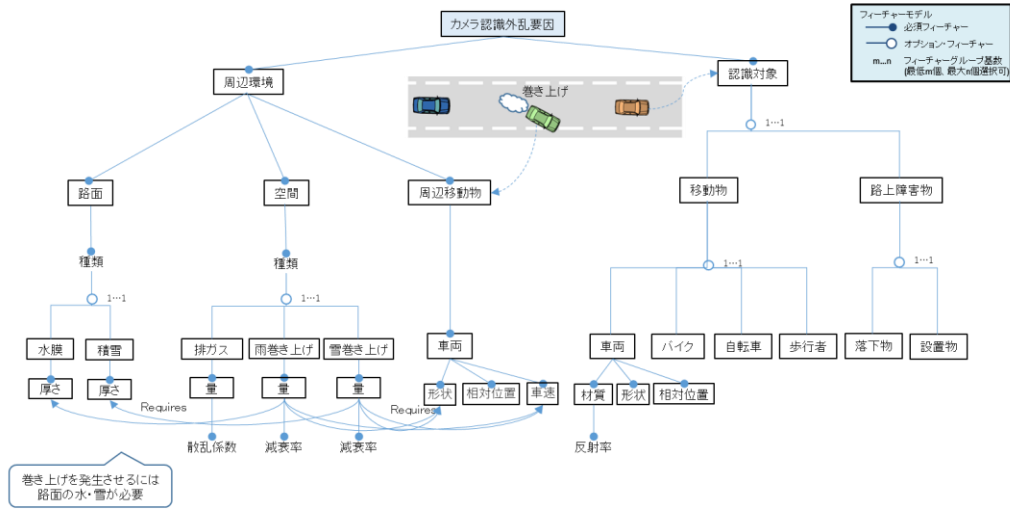 カメラ認識外乱要因
フィーチャーモデル
必須フィーチャー
オプション・フィーチャー
m...n フィーチャーグループ基数
(最低m個, 最大n個選択可)
周辺環境
認識対象
巻き上げ
1…1
路面
空間
周辺移動物
移動物
路上障害物
種類
種類
1…1
1…1
1…1
1…1
水膜
積雪
排ガス
雨巻き上げ
雪巻き上げ
車両
車両
バイク
自転車
歩行者
落下物
設置物
厚さ
厚さ
量
量
量
形状
相対位置
車速
材質
形状
相対位置
Requires
Requires
散乱係数
減衰率
減衰率
反射率
巻き上げを発生させるには
路面の水・雪が必要